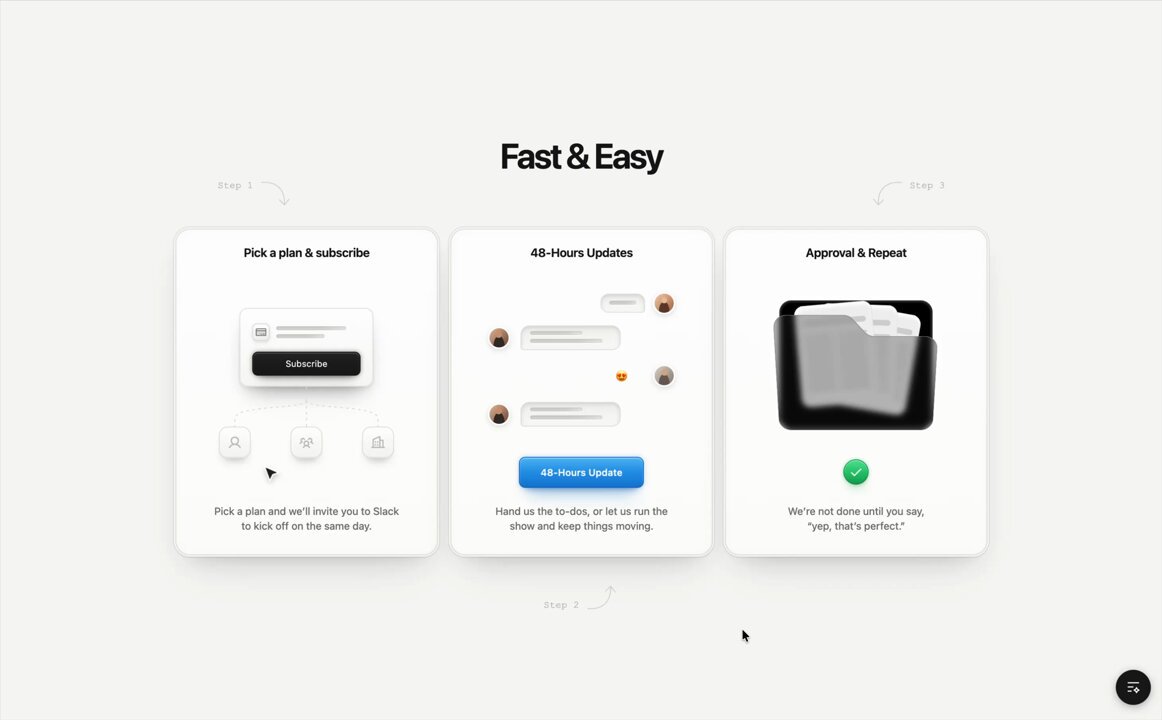 Fast & Easy
Step 1
Step 3
Pick a plan & subscribe
Subscribe
Pick a plan and we’ll invite you to Slack
to kick off on the same day.
48-Hours Updates
48-Hours Update
Hand us the to-dos, or let us run the
show and keep things moving.
Approval & Repeat
We’re not done until you say,
“yep, that’s perfect.”
Step 2